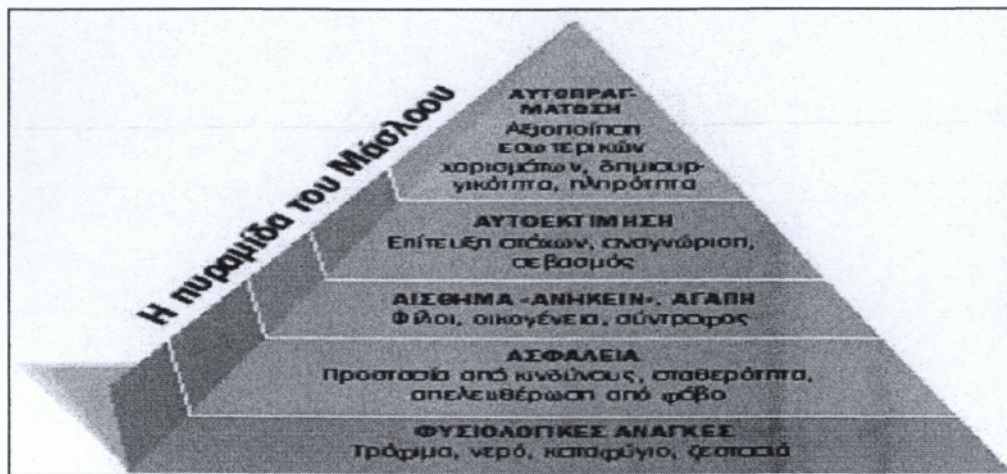 Η πυραμίδα του Μάσλοου
ΑΥΤΟΠΡΑΓ-
ΜΑΤΩΣΗ
Αξιοποίηση
εσωτερικών
χαρισμάτων, δημιουρ-
γικότητα, πληρότητα
ΑΥΤΟΕΚΤΙΜΗΣΗ
Επίτευξη στόχων, αναγνώριση,
σεβασμός
ΑΙΣΘΗΜΑ «ΑΝΗΚΕΙΝ», ΑΓΑΠΗ
Φίλοι, οικογένεια, σύντροφος
ΑΣΦΑΛΕΙΑ
Προστασία από κινδύνους, σταθερότητα,
απελευθέρωση από φόβο
ΦΥΣΙΟΛΟΓΙΚΕΣ ΑΝΑΓΚΕΣ
Τρόφιμα, νερό, καταφύγιο, ζεστασιά